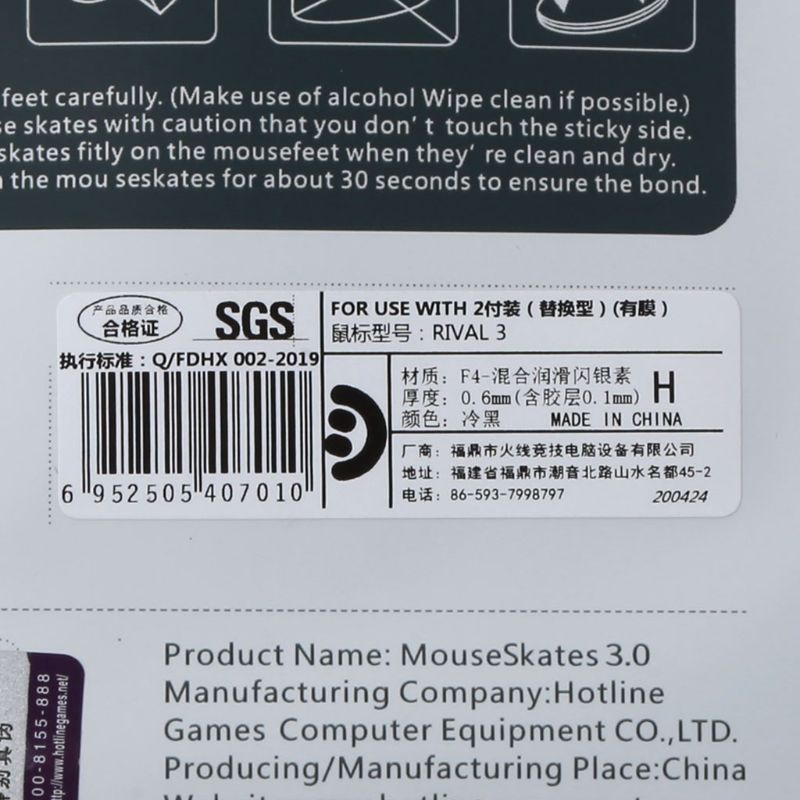 feet carefully. (Make use of alcohol Wipe clean if possible.)
se skates with caution that you don't touch the sticky side.
skates fitly on the mousefeet when they're clean and dry.
the mou seskates for about 30 seconds to ensure the bond.
产品品质合格
合格证
SGS
执行标准：Q/FDHX 002-2019
6 952505 407010
FOR USE WITH 2付装（替换型）(有膜）
鼠标型号：RIVAL 3
材质：F4-混合润滑闪银素
厚度：0.6mm(含胶层0.1mm)
H
颜色：冷黑 MADE IN CHINA
厂商：福鼎市火线竞技电脑设备有限公司
地址：福建省福鼎市潮音北路山水名都45-2
电话：86-593-7998797
200424
Product Name: MouseSkates 3.0
Manufacturing Company:Hotline
Games Computer Equipment CO.,LTD.
Producing/Manufacturing Place:China
00-8155-888
http://www.hotlinegames.net/